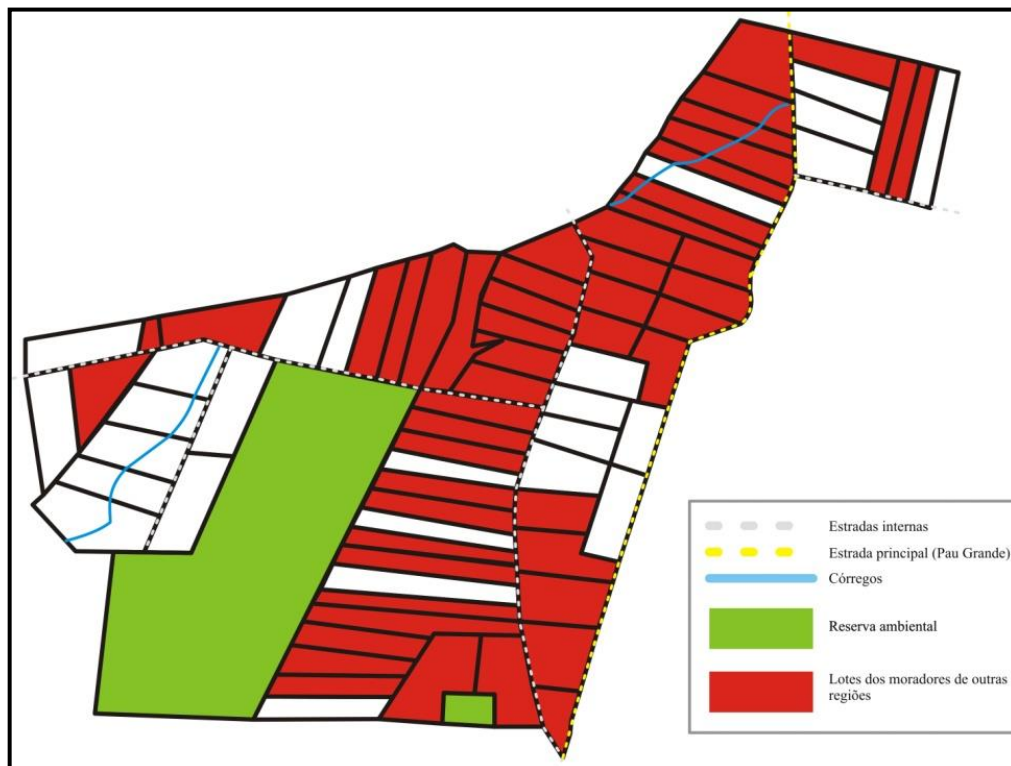 Estradas internas
Estrada principal (Pau Grande)
Córregos
Reserva ambiental
Lotes dos moradores de outras
regiões